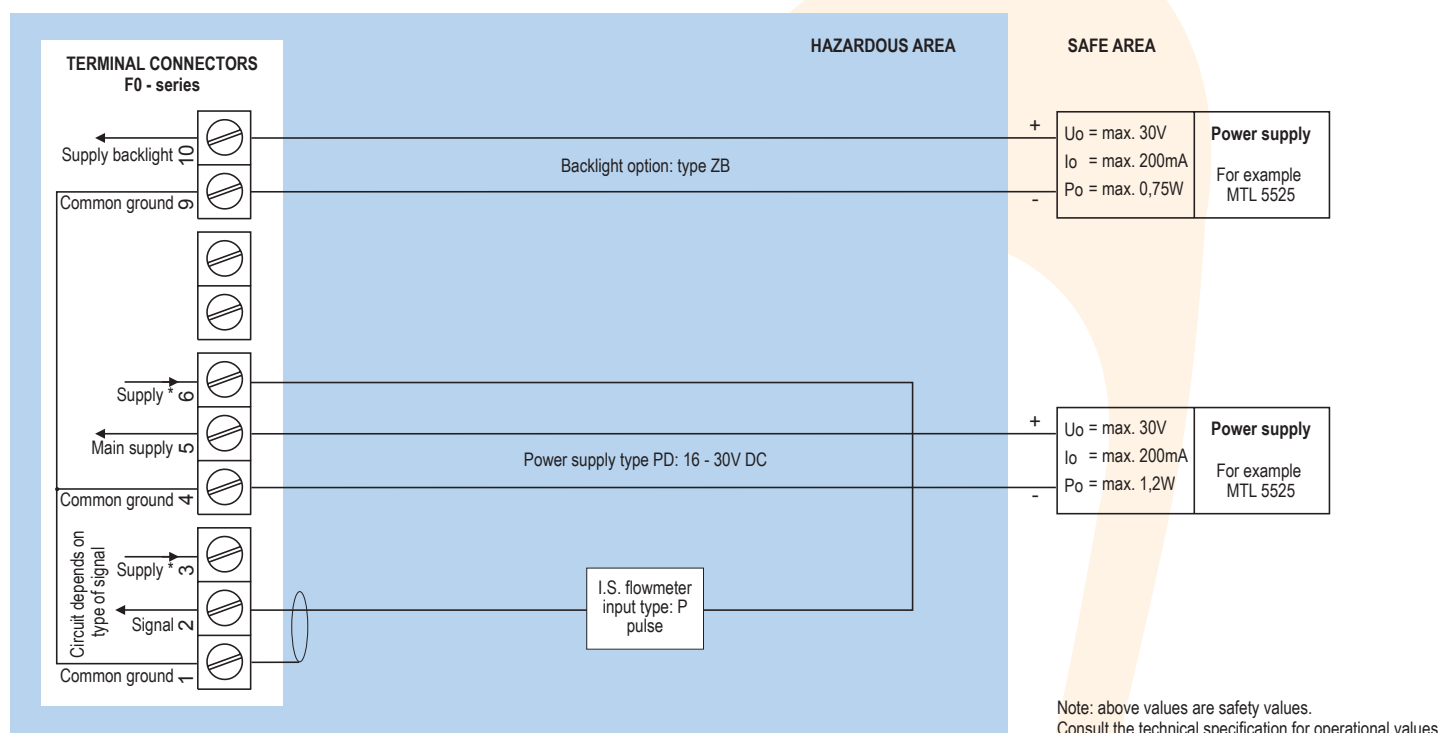 HAZARDOUS AREA
SAFE AREA
TERMINAL CONNECTORS
F0 - series
Supply backlight 10
Common ground 9
Backlight option: type ZB
+
-
Uo = max. 30V
Io = max. 200mA
Po = max. 0,75W
Power supply
For example
MTL 5525
Supply * 6
Main supply 5
Common ground 4
Power supply type PD: 16 - 30V DC
+
-
Uo = max. 30V
Io = max. 200mA
Po = max. 1,2W
Power supply
For example
MTL 5525
Circuit depends on
type of signal
Supply * 3
Signal 2
Common ground 1
I.S. flowmeter
input type: P
pulse
Note: above values are safety values.
Consult the technical specification for operational values